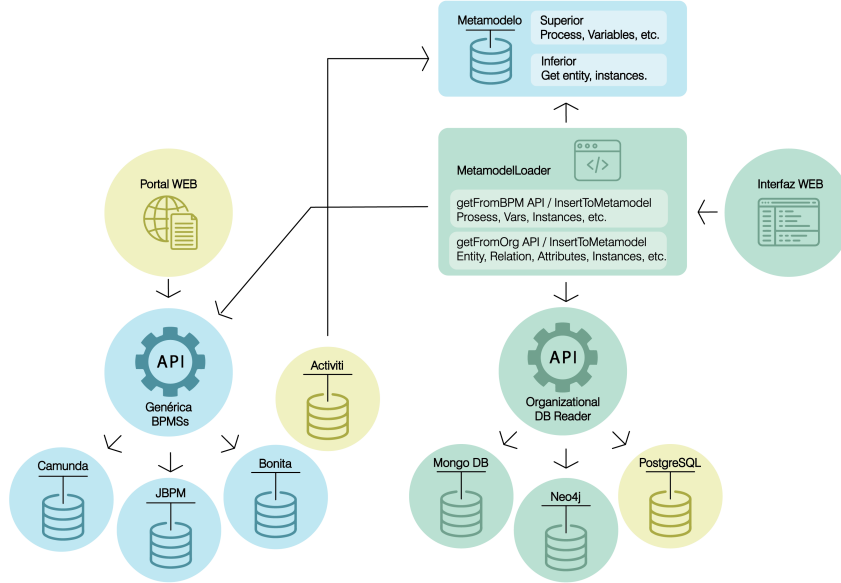 Metamodelo
Superior
Process, Variables, etc.
Inferior
Get entity, instances.
MetamodelLoader
</>
getFromBPM API / InsertToMetamodel
Prosess, Vars, Instances, etc.
getFromOrg API / InsertToMetamodel
Entity, Relation, Attributes, Instances, etc.
Portal WEB
Interfaz WEB
API
Genérica
BPMSs
Activiti
API
Organizational
DB Reader
Camunda
JBPM
Bonita
Mongo DB
Neo4j
PostgreSQL